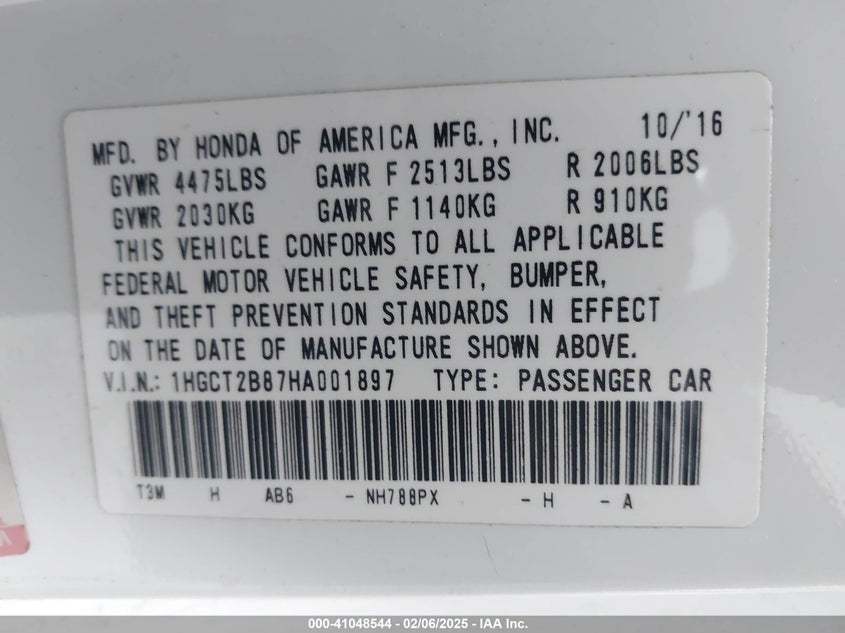 MFD. BY HONDA OF AMERICA MFG., INC. 10/'16
GVWR 4475LBS GAWR F 2513LBS R 2006LBS
GVWR 2030KG GAWR F 1140KG R 910KG
THIS VEHICLE CONFORMS TO ALL APPLICABLE
FEDERAL MOTOR VEHICLE SAFETY, BUMPER,
AND THEFT PREVENTION STANDARDS IN EFFECT
ON THE DATE OF MANUFACTURE SHOWN ABOVE.
V.I.N.: 1HGCT2B87HA001897 TYPE: PASSENGER CAR
T3M H AB6 - NH788PX - H - A
000-41048544 - 02/06/2025 - IAA Inc.